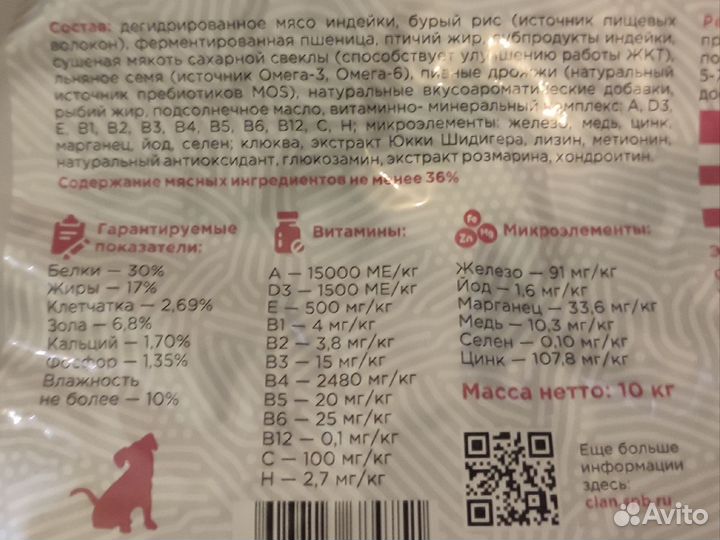 Состав: дегидрированное мясо индейки, бурый рис (источник пищевых
волокон), ферментированная пшеница, птичий жир, субпродукты индейки,
сушеная мякоть сахарной свеклы (способствует улучшению работы ЖКТ),
льняное семя (источник Омега-3, Омега-6), пивные дрожжи (натуральный
источник пребиотиков MOS), натуральные вкусоароматические добавки,
рыбий жир, подсолнечное масло, витаминно- минеральный комплекс: A, D3,
E, B1, B2, B3, B4, B5, B6, B12, C, H; микроэлементы: железо, медь, цинк,
марганец, йод, селен; клюква, экстракт Юкки Шидигера, лизин, метионин,
натуральный антиоксидант, глюкозамин, экстракт розмарина, хондроитин.
Содержание мясных ингредиентов не менее 36%
Гарантируемые
показатели:
Белки — 30%
Жиры — 17%
Клетчатка — 2,69%
Зола — 6,8%
Кальций — 1,70%
Фосфор — 1,35%
Влажность
не более — 10%
Витамины:
A — 15000 МЕ/кг
D3 — 1500 МЕ/кг
E — 500 мг/кг
B1 — 4 мг/кг
B2 — 3,8 мг/кг
B3 — 15 мг/кг
B4 — 2480 мг/кг
B5 — 20 мг/кг
B6 — 25 мг/кг
B12 — 0,1 мг/кг
C — 100 мг/кг
H — 2,7 мг/кг
Fe
Zn Mg
Микроэлементы:
Железо — 91 мг/кг
Йод — 1,6 мг/кг
Марганец — 33,6 мг/кг
Медь — 10,3 мг/кг
Селен — 0,10 мг/кг
Цинк — 107,8 мг/кг
Масса нетто: 10 кг
Еще больше
информации
здесь:
clan.spb.ru
Avito